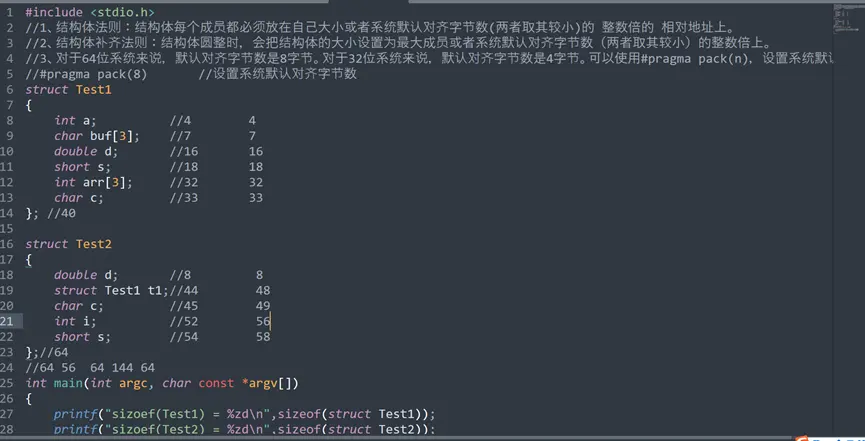 1 #include <stdio.h>
2 //1、结构体法则：结构体每个成员都必须放在自己大小或者系统默认对齐字节数(两者取其较小)的 整数倍的 相对地址上。
3 //2、结构体补齐法则：结构体圆整时，会把结构体的大小设置为最大成员或者系统默认对齐字节数（两者取其较小）的整数倍上。
4 //3、对于64位系统来说，默认对齐字节数是8字节。对于32位系统来说，默认对齐字节数是4字节。可以使用#pragma pack(n)，设置系统默认
5 //#pragma pack(8) //设置系统默认对齐字节数
6 struct Test1
7 {
8 int a; //4 4
9 char buf[3]; //7 7
10 double d; //16 16
11 short s; //18 18
12 int arr[3]; //32 32
13 char c; //33 33
14 }; //40
15
16 struct Test2
17 {
18 double d; //8 8
19 struct Test1 t1;//44 48
20 char c; //45 49
21 int i; //52 56
22 short s; //54 58
23 };//64
24 //64 56 64 144 64
25 int main(int argc, char const *argv[])
26 {
27 printf("sizoef(Test1) = %zd\n",sizeof(struct Test1));
28 printf("sizeof(Test2) = %zd\n",sizeof(struct Test2));